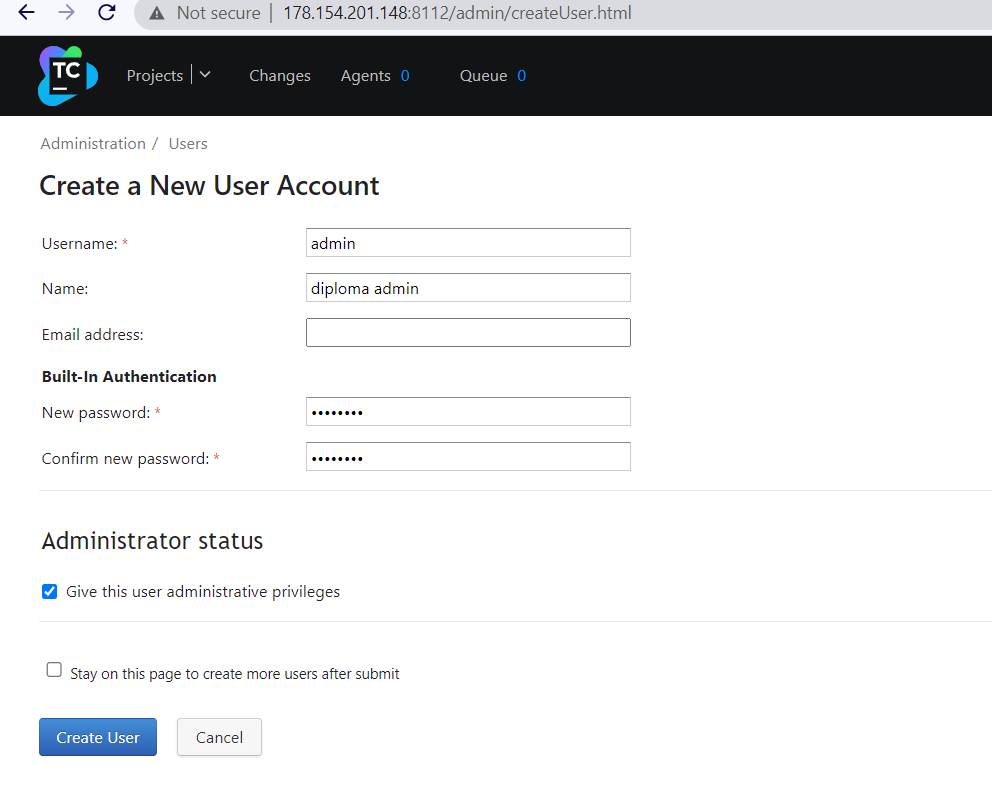 Not secure | 178.154.201.148:8112/admin/createUser.html
TC Projects Changes Agents 0 Queue 0
Administration / Users
Create a New User Account
Username: * admin
Name: diploma admin
Email address:
Built-In Authentication
New password: * ••••••••
Confirm new password: * ••••••••
Administrator status
Give this user administrative privileges
Stay on this page to create more users after submit
Create User Cancel